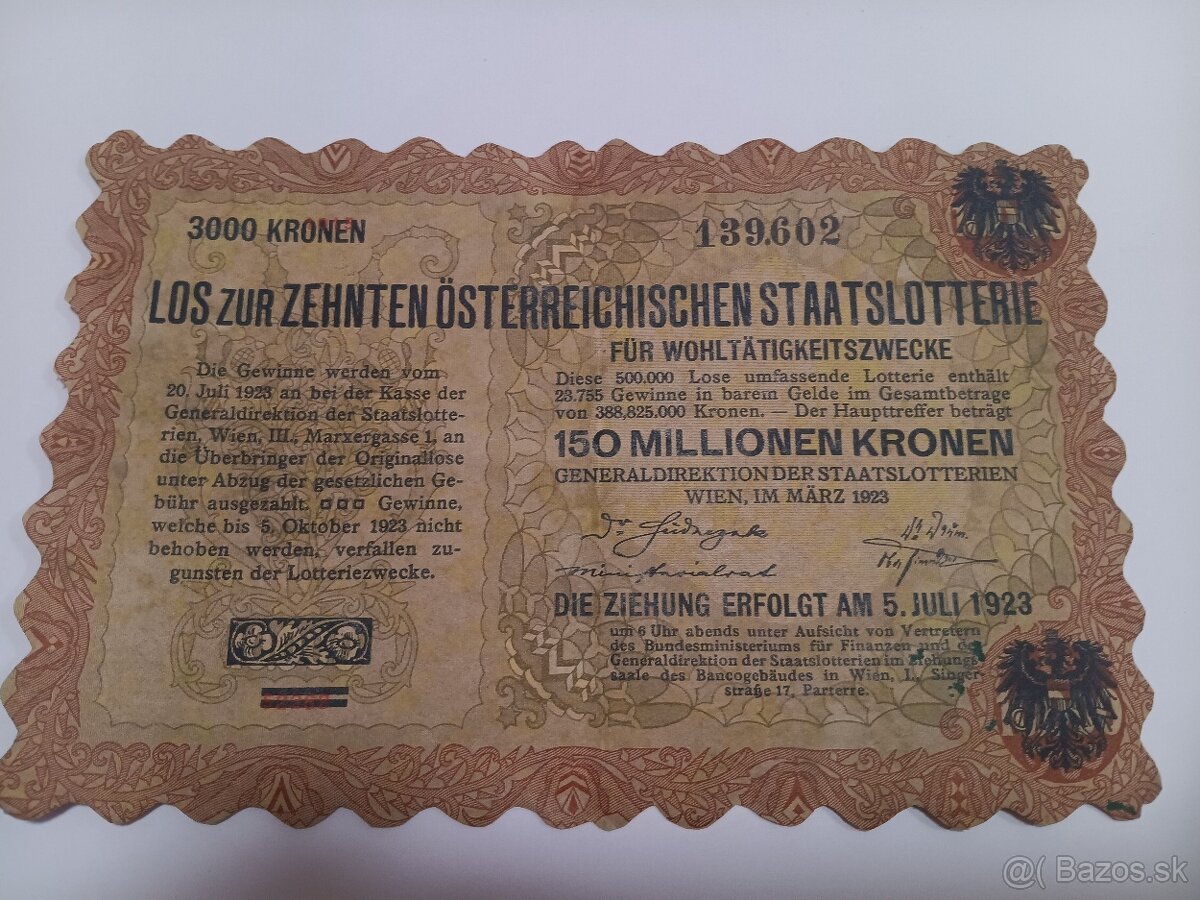 3000 KRONEN
139.602
LOS ZUR ZEHNTEN ÖSTERREICHISCHEN STAATSLOTTERIE
FÜR WOHLTÄTIGKEITSZWECKE
Die Gewinne werden vom
20. Juli 1923 an bei der Kasse der
Generaldirektion der Staatslotte-
rien, Wien, III., Marxergasse 1, an
die Überbringer der Originallose
unter Abzug der gesetzlichen Ge-
bühr ausgezahlt. Gewinne,
welche bis 5. Oktober 1923 nicht
behoben werden, verfallen zu-
gunsten der Lotteriezwecke.
Diese 500.000 Lose umfassende Lotterie enthält
23.755 Gewinne in barem Gelde im Gesamtbetrage
von 388,825.000 Kronen. — Der Haupttreffer beträgt
150 MILLIONEN KRONEN
GENERALDIREKTION DER STAATSLOTTERIEN
WIEN, IM MÄRZ 1923
Ministerialrat
DIE ZIEHUNG ERFOLGT AM 5. JULI 1923
um 6 Uhr abends unter Aufsicht von Vertretern
des Bundesministeriums für Finanzen und der
Generaldirektion der Staatslotterien im Ziehungs-
saale des Bancogebäudes in Wien, I., Singer-
straße 17, Parterre.
@( Bazos.sk